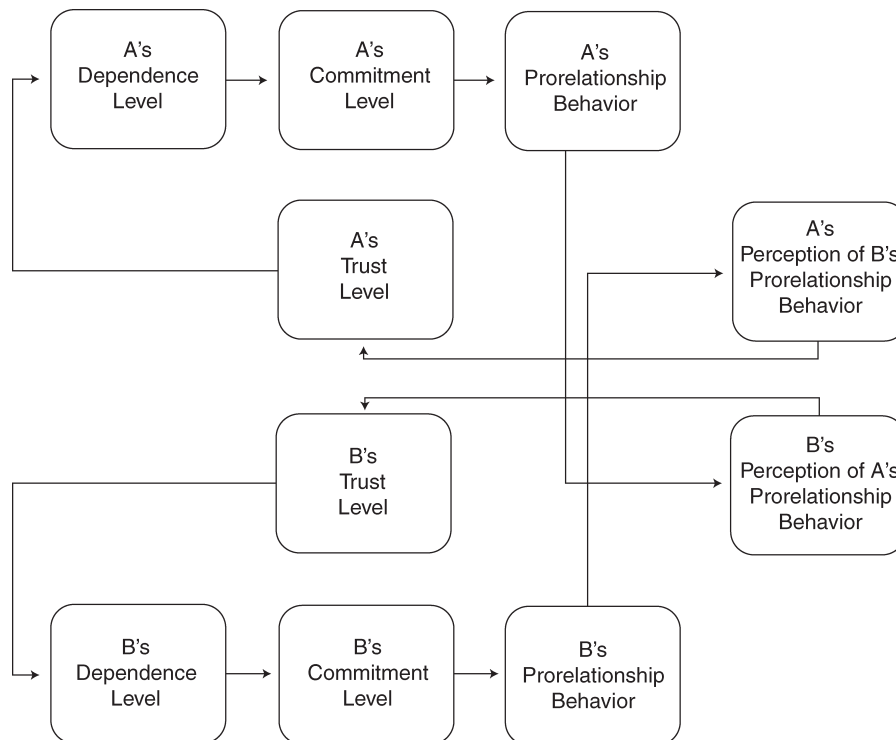 A’s
Dependence
Level
A’s
Commitment
Level
A’s
Prorelationship
Behavior
A’s
Trust
Level
A’s
Perception of B’s
Prorelationship
Behavior
B’s
Trust
Level
B’s
Perception of A’s
Prorelationship
Behavior
B’s
Dependence
Level
B’s
Commitment
Level
B’s
Prorelationship
Behavior